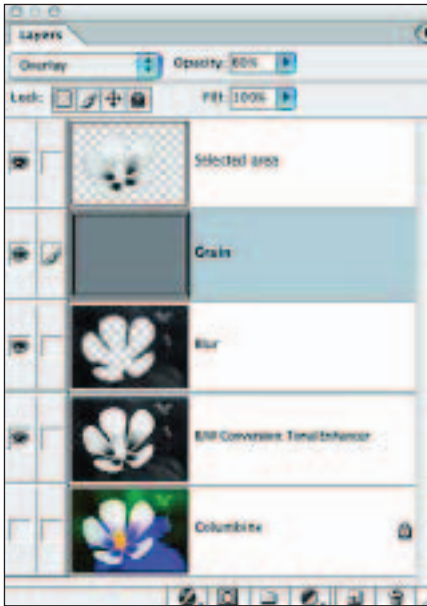 Layers
Overlay Opacity: 60%
Lock: Fill: 100%
Selected area
Grain
Blur
B/W Conversion Tonal Enhancer
Columbine